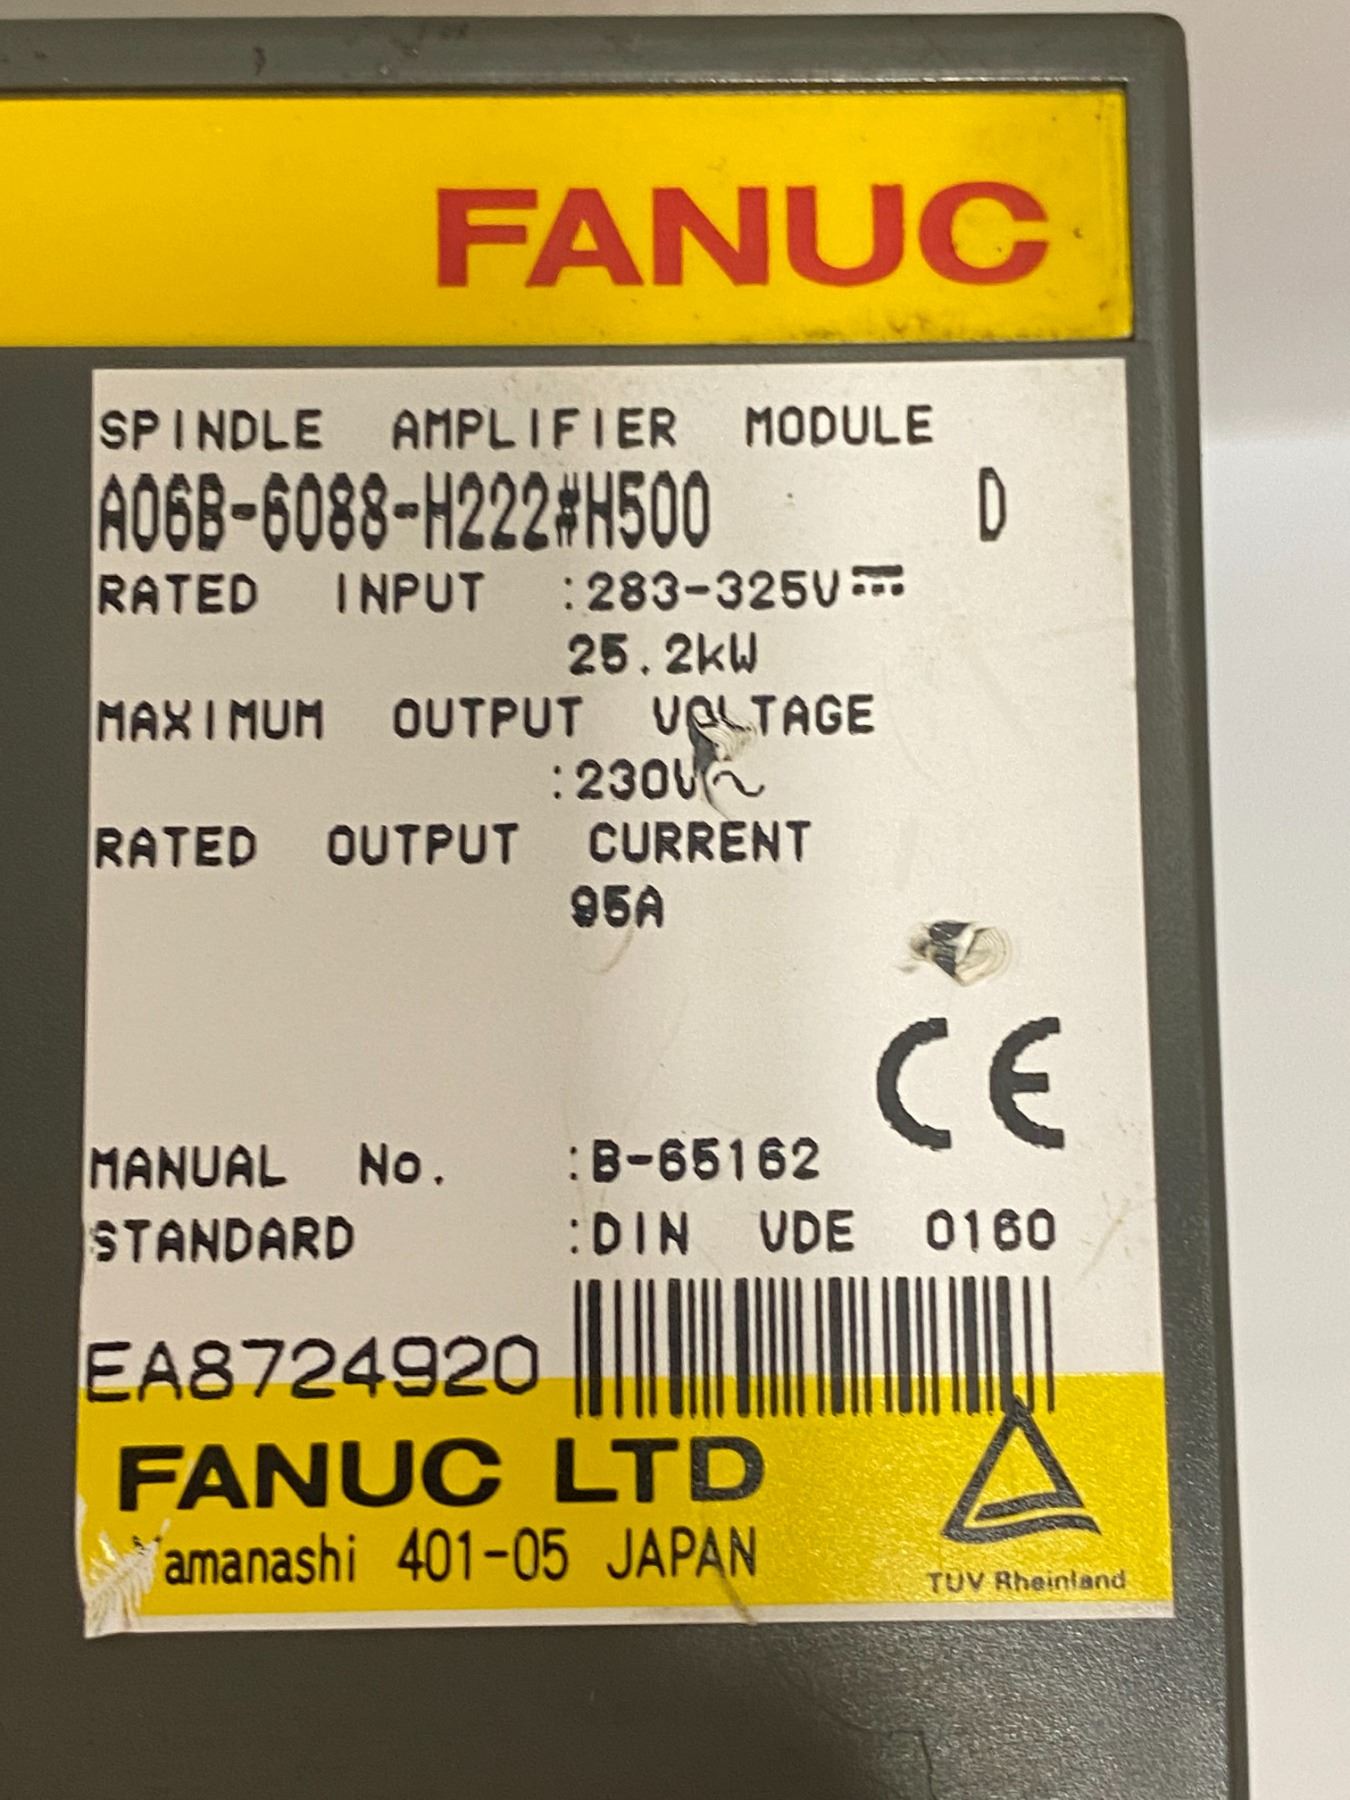 FANUC
SPINDLE AMPLIFIER MODULE
A06B-6088-H222#H500 D
RATED INPUT :283-325V⎓
25.2kW
MAXIMUM OUTPUT VOLTAGE
:230V~
RATED OUTPUT CURRENT
95A
CE
MANUAL No. :B-65162
STANDARD :DIN VDE 0160
EA8724920
FANUC LTD
Yamanashi 401-05 JAPAN
TUV Rheinland